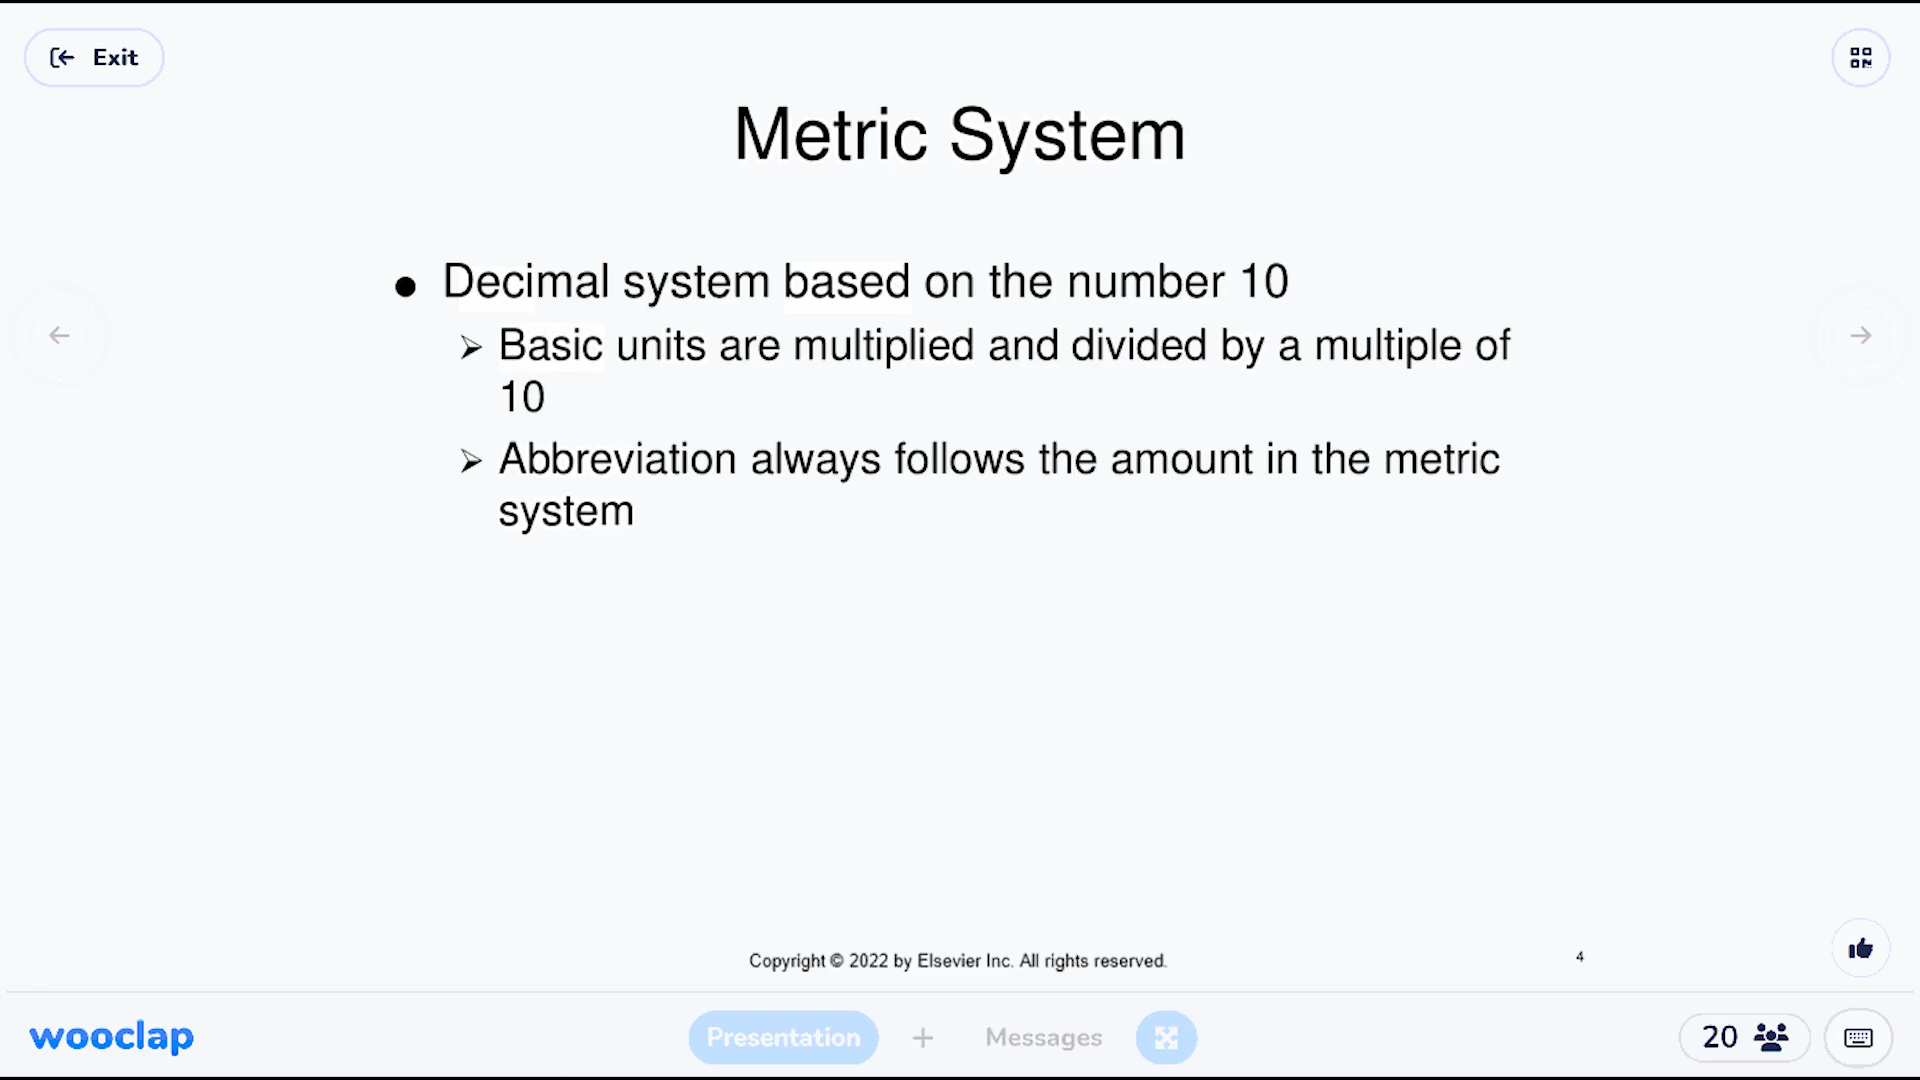 Exit
Metric System
● Decimal system based on the number 10
➢ Basic units are multiplied and divided by a multiple of
10
➢ Abbreviation always follows the amount in the metric
system
Copyright © 2022 by Elsevier Inc. All rights reserved.
4
wooclap
Presentation
Messages
20